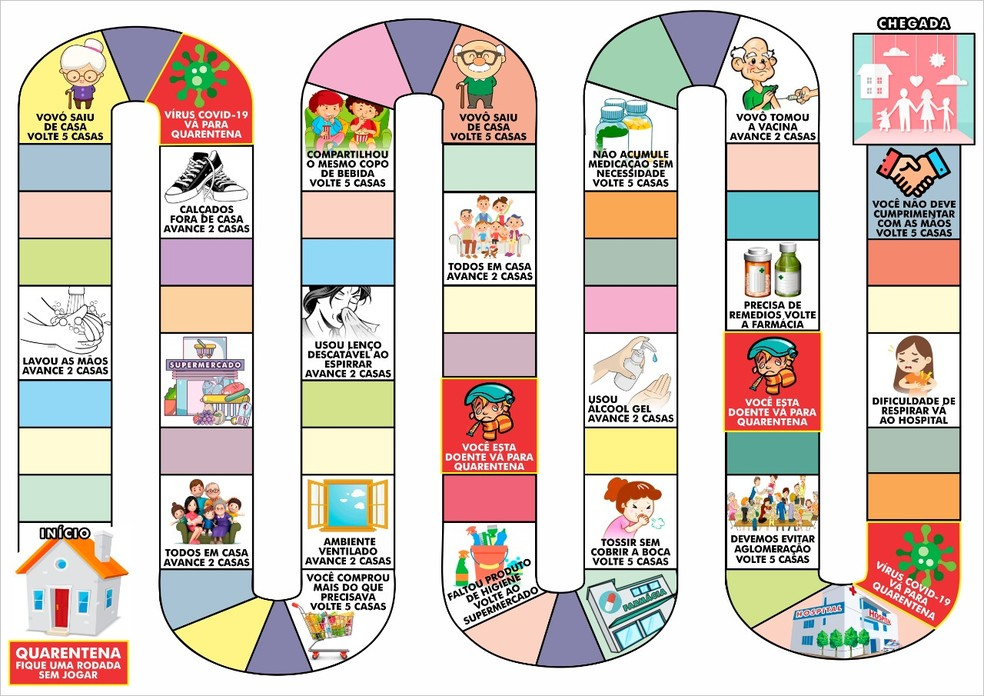 INÍCIO
QUARENTENA
FIQUE UMA RODADA
SEM JOGAR
LAVOU AS MÃOS
AVANCE 2 CASAS
VOVÓ SAIU
DE CASA
VOLTE 5 CASAS
VÍRUS COVID-19
VÁ PARA
QUARENTENA
CALÇADOS
FORA DE CASA
AVANCE 2 CASAS
SUPERMERCADO
TODOS EM CASA
AVANCE 2 CASAS
VOCÊ COMPROU
MAIS DO QUE
PRECISAVA
VOLTE 5 CASAS
AMBIENTE
VENTILADO
AVANCE 2 CASAS
USOU LENÇO
DESCATÁVEL AO
ESPIRRAR
AVANCE 2 CASAS
COMPARTILHOU
O MESMO COPO
DE BEBIDA
VOLTE 5 CASAS
VOVÔ SAIU
DE CASA
VOLTE 5 CASAS
TODOS EM CASA
AVANCE 2 CASAS
VOCÊ ESTA
DOENTE VÁ PARA
QUARENTENA
FALTOU PRODUTO
DE HIGIENE
VOLTE AO
SUPERMERCADO
FARMÁCIA
TOSSIR SEM
COBRIR A BOCA
VOLTE 5 CASAS
USOU
ÁLCOOL GEL
AVANCE 2 CASAS
NÃO ACUMULE
MEDICAÇÃO SEM
NECESSIDADE
VOLTE 5 CASAS
VOVÔ TOMOU
A VACINA
AVANCE 2 CASAS
PRECISA DE
REMEDIOS,VOLTE
A FARMÁCIA
VOCÊ ESTA
DOENTE VÁ PARA
QUARENTENA
DEVEMOS EVITAR
AGLOMERAÇÃO
VOLTE 5 CASAS
HOSPITAL
VÍRUS COVID-19
VÁ PARA
QUARENTENA
DIFICULDADE DE
RESPIRAR VÁ
AO HOSPITAL
VOCÊ NÃO DEVE
CUMPRIMENTAR
COM AS MÃOS
VOLTE 5 CASAS
CHEGADA